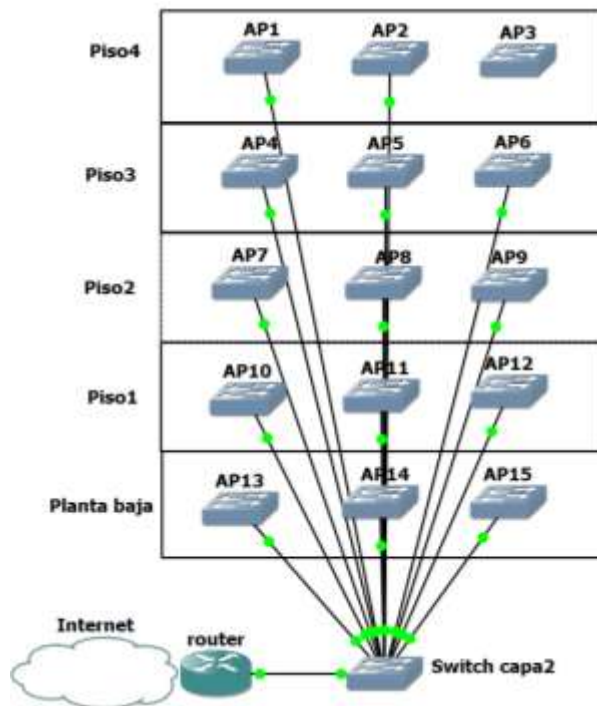 Piso4
AP1
AP2
AP3
Piso3
AP4
AP5
AP6
Piso2
AP7
AP8
AP9
Piso1
AP10
AP11
AP12
Planta baja
AP13
AP14
AP15
Internet
router
Switch capa2